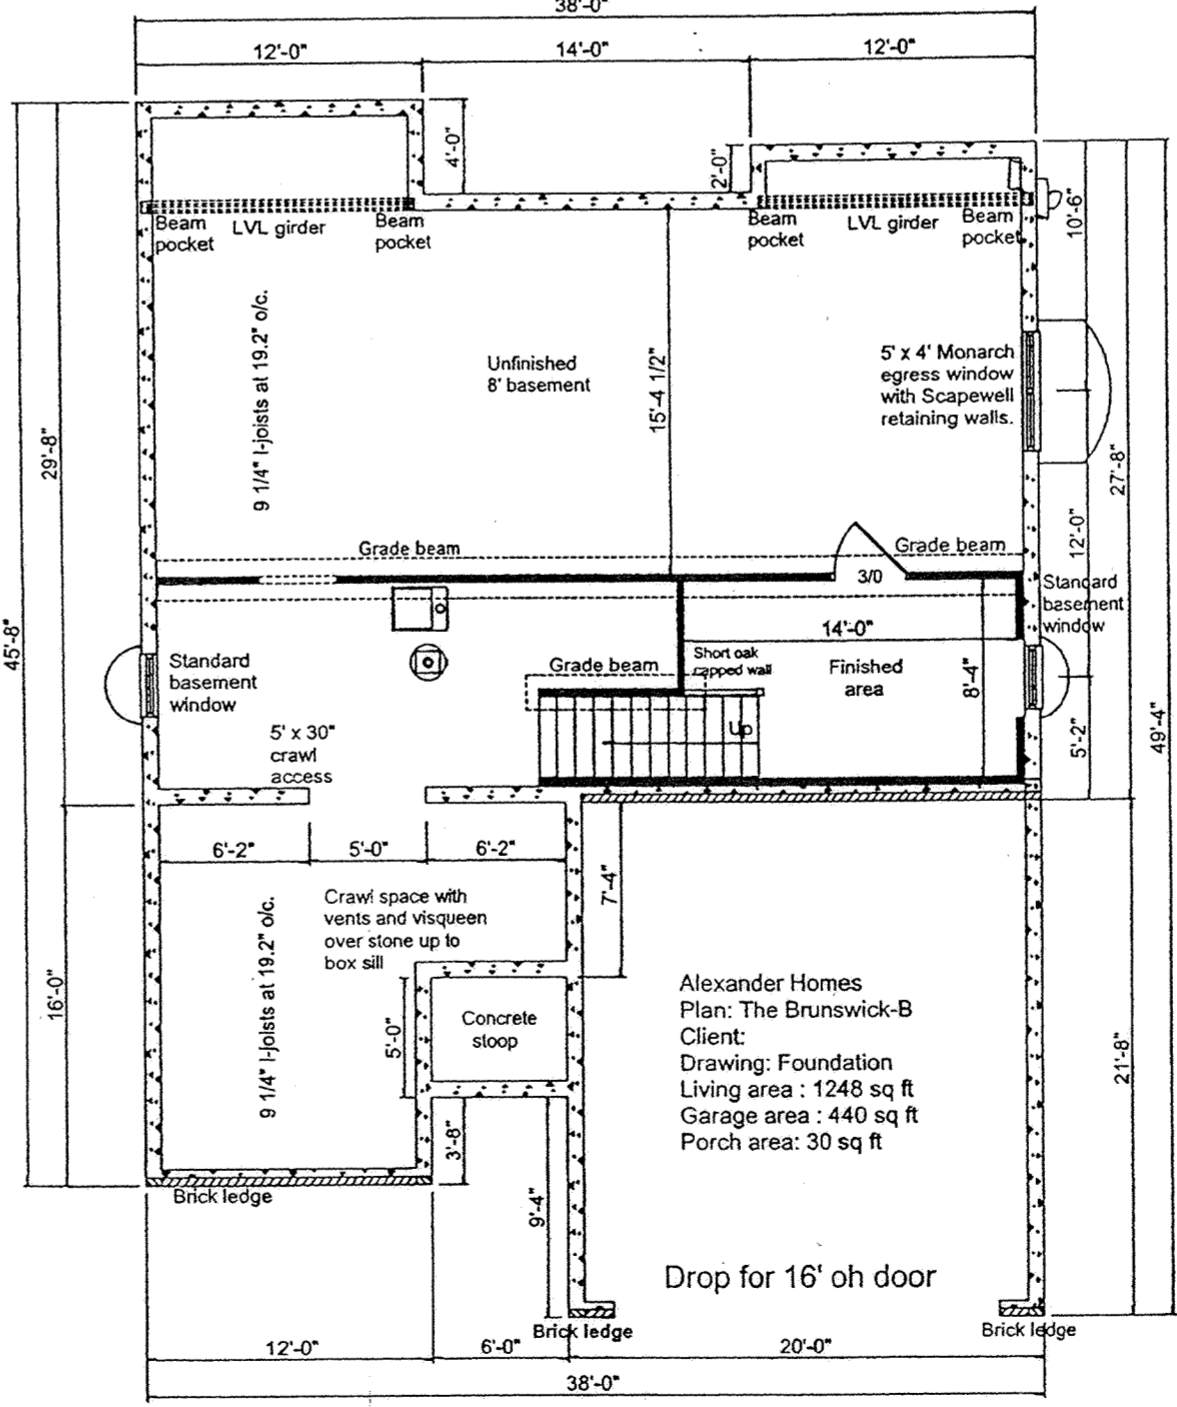 38'-0"
12'-0"
14'-0"
12'-0"
4'-0"
2'-0"
10'-6"
Beam
pocket
LVL girder
Beam
pocket
Beam
pocket
LVL girder
Beam
pocket
9 1/4" I-joists at 19.2" o/c.
Unfinished
8' basement
15'-4 1/2"
5' x 4' Monarch
egress window
with Scapewell
retaining walls.
29'-8"
27'-8"
12'-0"
Grade beam
Grade beam
3/0
Standard
basement
window
14'-0"
45'-8"
Standard
basement
window
Grade beam
Short oak
capped wall
Finished
area
8'-4"
Up
5'-2"
49'-4"
5' x 30"
crawl
access
6'-2"
5'-0"
6'-2"
7'-4"
Crawl space with
vents and visqueen
over stone up to
box sill
9 1/4" I-joists at 19.2" o/c.
16'-0"
5'-0"
Concrete
stoop
Alexander Homes
Plan: The Brunswick-B
Client:
Drawing: Foundation
Living area : 1248 sq ft
Garage area : 440 sq ft
Porch area: 30 sq ft
21'-8"
3'-8"
9'-4"
Brick ledge
Drop for 16' oh door
Brick ledge
Brick ledge
12'-0"
6'-0"
20'-0"
38'-0"